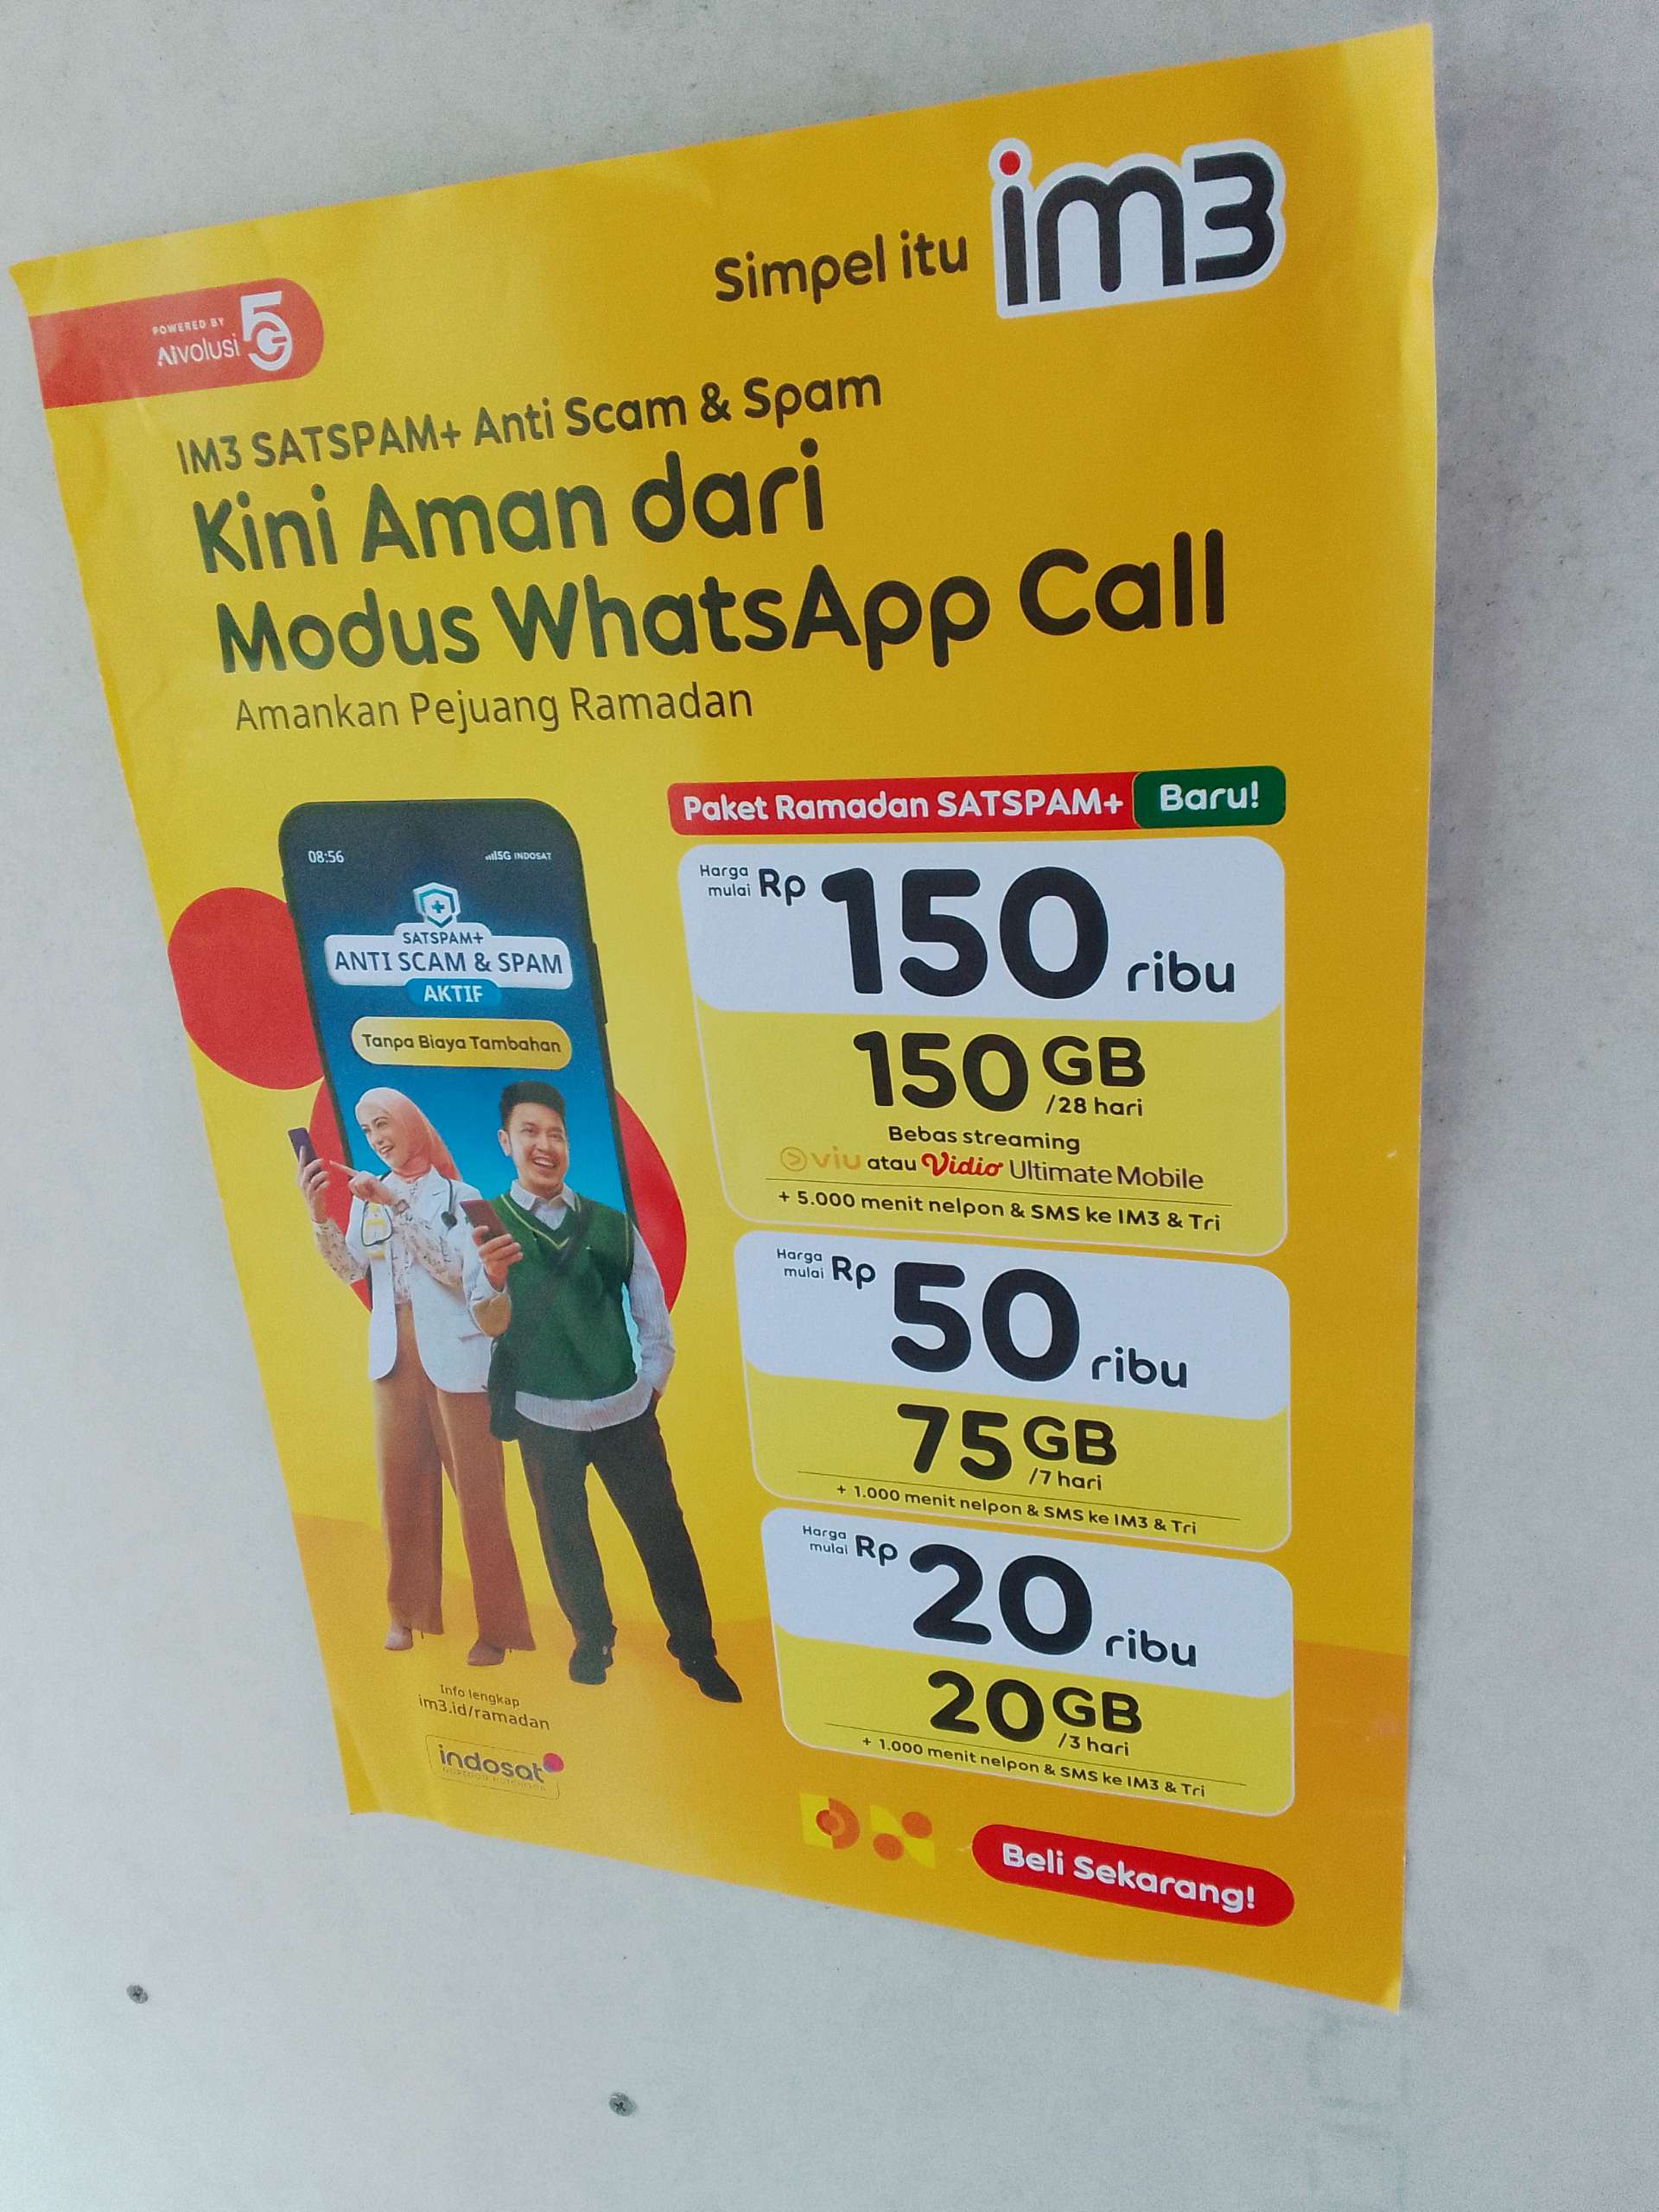 Simpel itu im3
POWERED BY
AIvolusi 5G
IM3 SATSPAM+ Anti Scam & Spam
Kini Aman dari
Modus WhatsApp Call
Amankan Pejuang Ramadan
08:56 5G INDOSAT
SATSPAM+
ANTI SCAM & SPAM
AKTIF
Tanpa Biaya Tambahan
Paket Ramadan SATSPAM+ Baru!
Harga mulai Rp 150 ribu
150 GB
/28 hari
Bebas streaming
viu atau Vidio Ultimate Mobile
+ 5.000 menit nelpon & SMS ke IM3 & Tri
Harga mulai Rp 50 ribu
75 GB
/7 hari
+ 1.000 menit nelpon & SMS ke IM3 & Tri
Harga mulai Rp 20 ribu
20 GB
/3 hari
+ 1.000 menit nelpon & SMS ke IM3 & Tri
Info lengkap
im3.id/ramadan
indosat
OOREDOO HUTCHISON
Beli Sekarang!